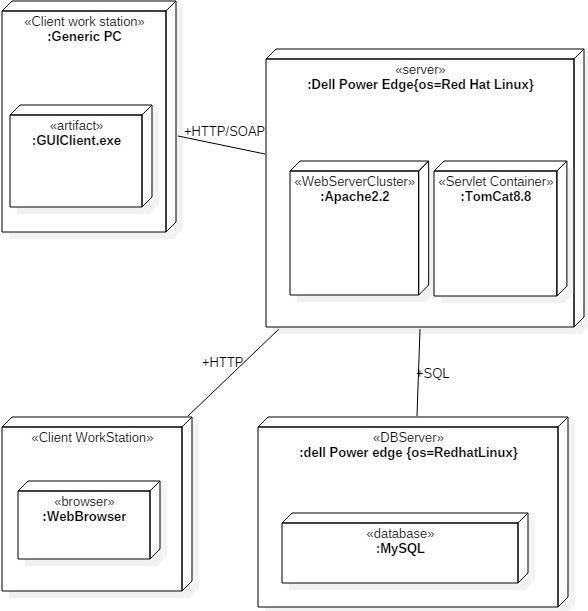 «Client work station»
:Generic PC
«artifact»
:GUIClient.exe
+HTTP/SOAP
«server»
:Dell Power Edge{os=Red Hat Linux}
«WebServerCluster»
:Apache2.2
«Servlet Container»
:TomCat8.8
+HTTP
+SQL
«Client WorkStation»
«browser»
:WebBrowser
«DBServer»
:dell Power edge {os=RedhatLinux}
«database»
:MySQL